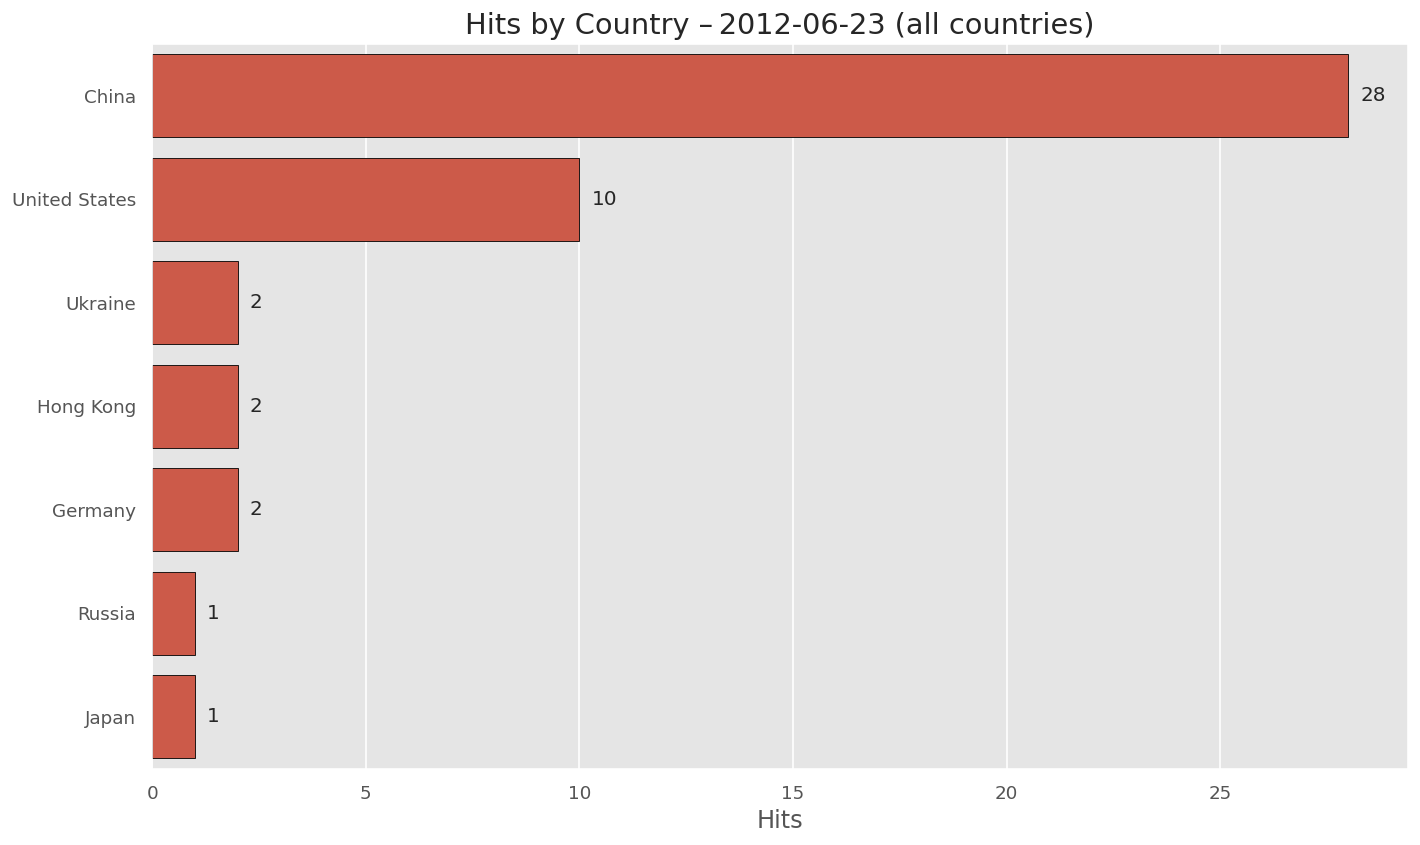 Hits by Country – 2012-06-23 (all countries)
China 28
United States 10
Ukraine 2
Hong Kong 2
Germany 2
Russia 1
Japan 1
0 5 10 15 20 25
Hits